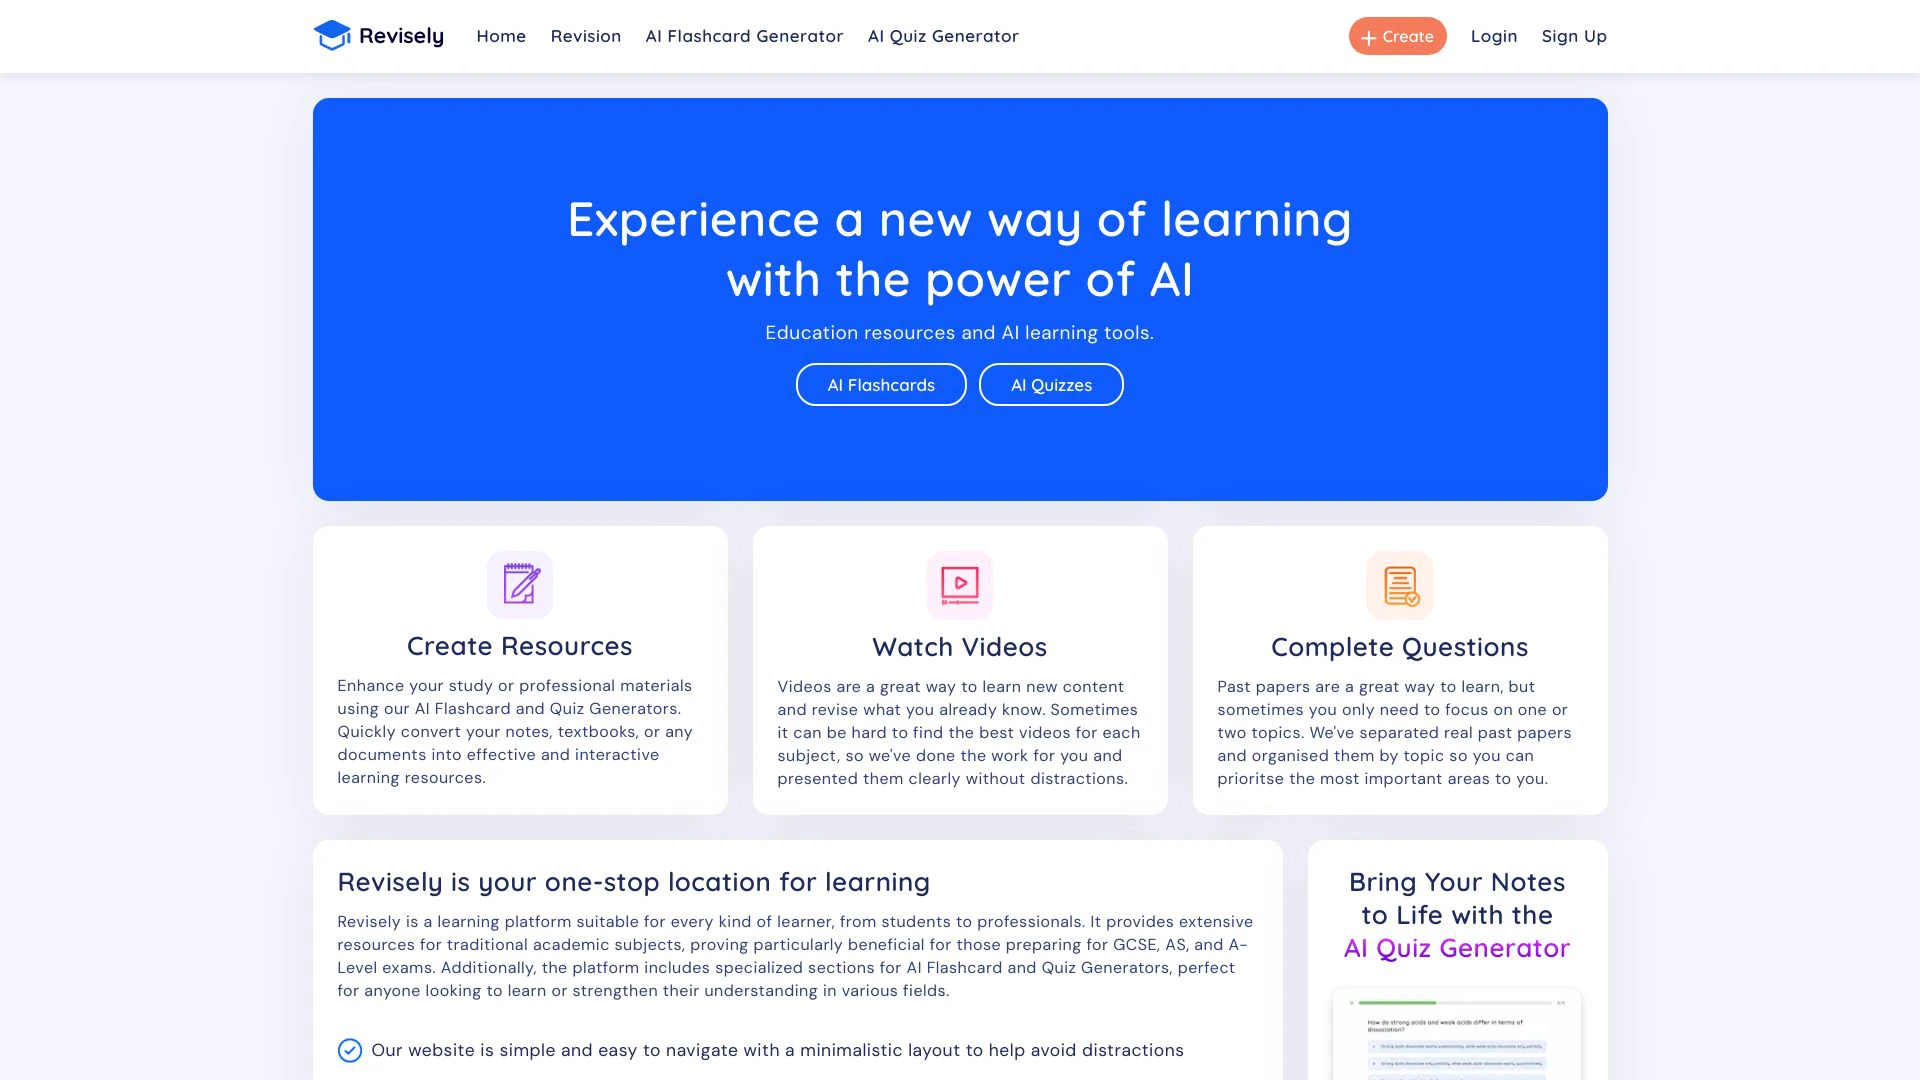 Revisely
Home
Revision
AI Flashcard Generator
AI Quiz Generator
Create
Login
Sign Up
Experience a new way of learning
with the power of AI
Education resources and AI learning tools.
AI Flashcards
AI Quizzes
Create Resources
Enhance your study or professional materials
using our AI Flashcard and Quiz Generators.
Quickly convert your notes, textbooks, or any
documents into effective and interactive
learning resources.
Watch Videos
Videos are a great way to learn new content
and revise what you already know. Sometimes
it can be hard to find the best videos for each
subject, so we've done the work for you and
presented them clearly without distractions.
Complete Questions
Past papers are a great way to learn, but
sometimes you only need to focus on one or
two topics. We've separated real past papers
and organised them by topic so you can
prioritise the most important areas to you.
Revisely is your one-stop location for learning
Revisely is a learning platform suitable for every kind of learner, from students to professionals. It provides extensive
resources for traditional academic subjects, proving particularly beneficial for those preparing for GCSE, AS, and A-
Level exams. Additionally, the platform includes specialized sections for AI Flashcard and Quiz Generators, perfect
for anyone looking to learn or strengthen their understanding in various fields.
Our website is simple and easy to navigate with a minimalistic layout to help avoid distractions
Bring Your Notes
to Life with the
AI Quiz Generator
How do strong acids and weak acids differ in terms of
dissociation?